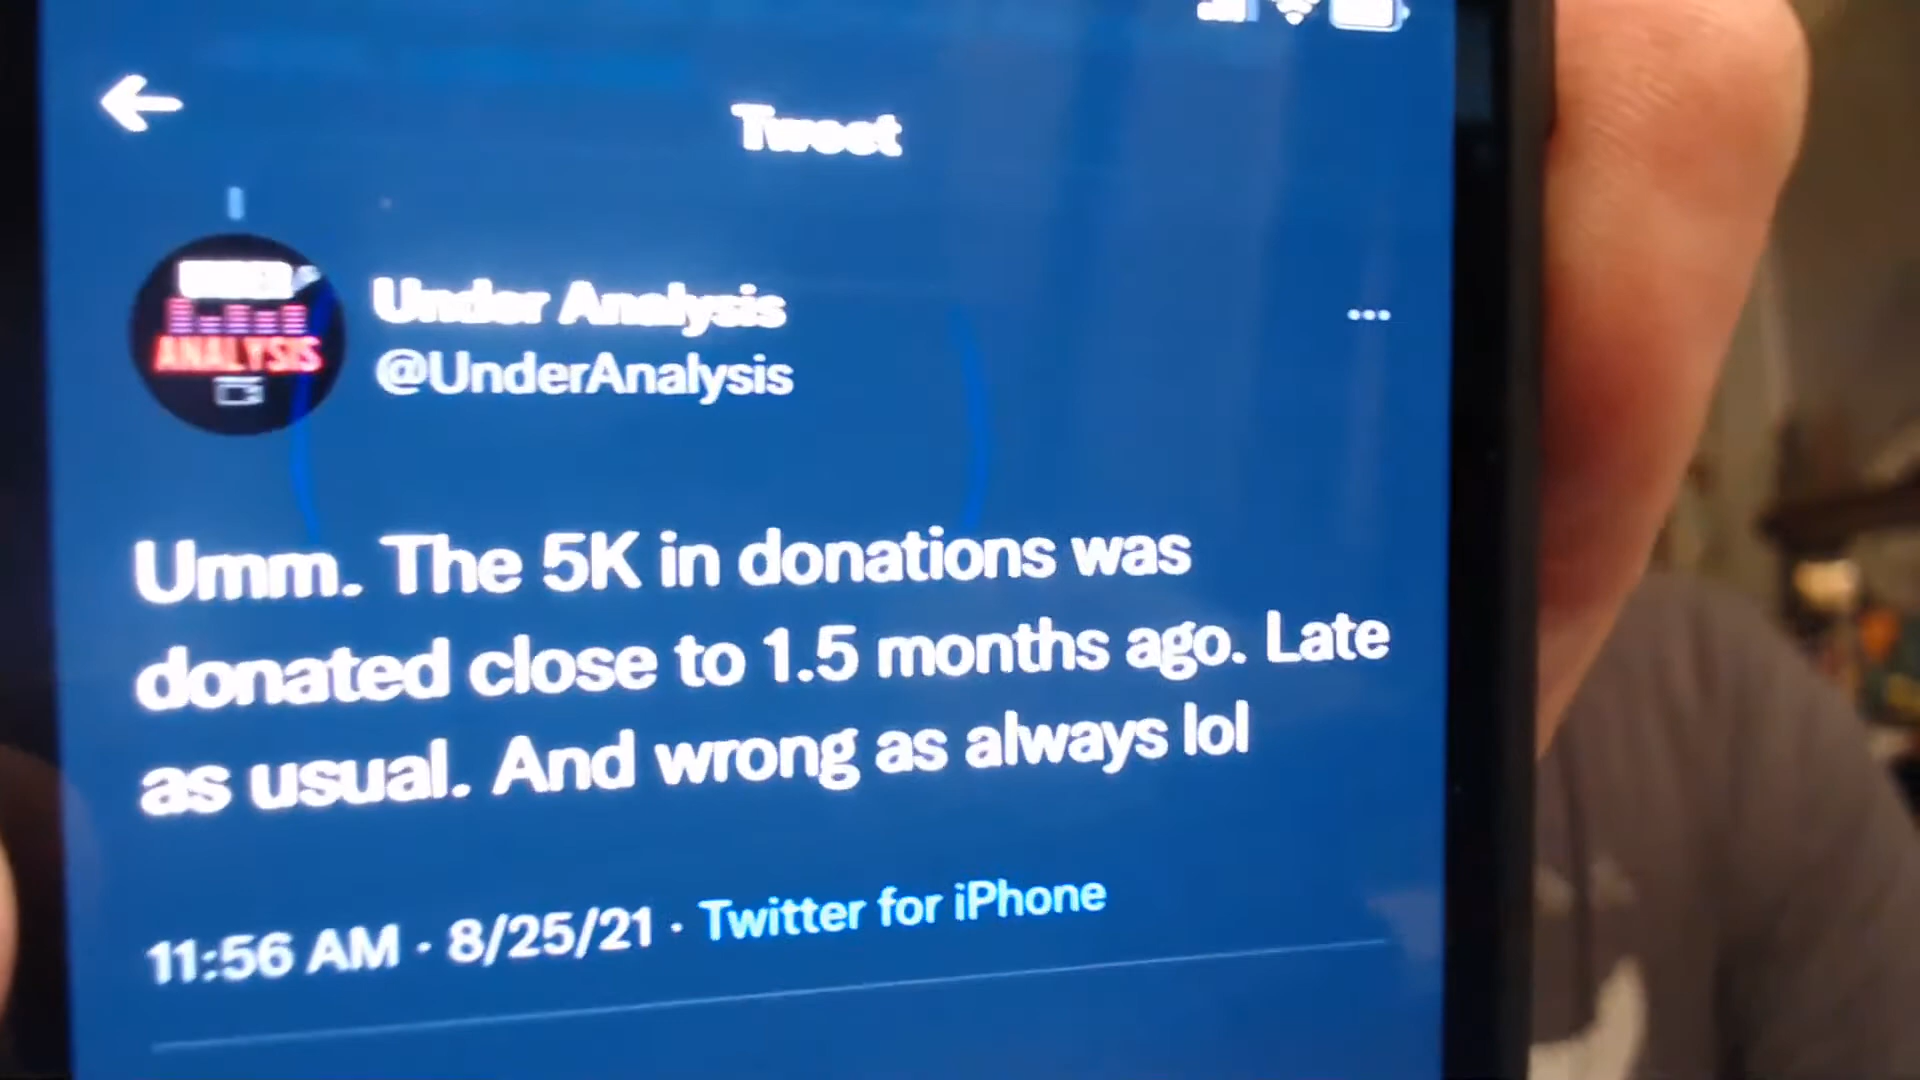 Tweet
ANALYSIS
Under Analysis
@UnderAnalysis
Umm. The 5K in donations was
donated close to 1.5 months ago. Late
as usual. And wrong as always lol
11:56 AM · 8/25/21 · Twitter for iPhone